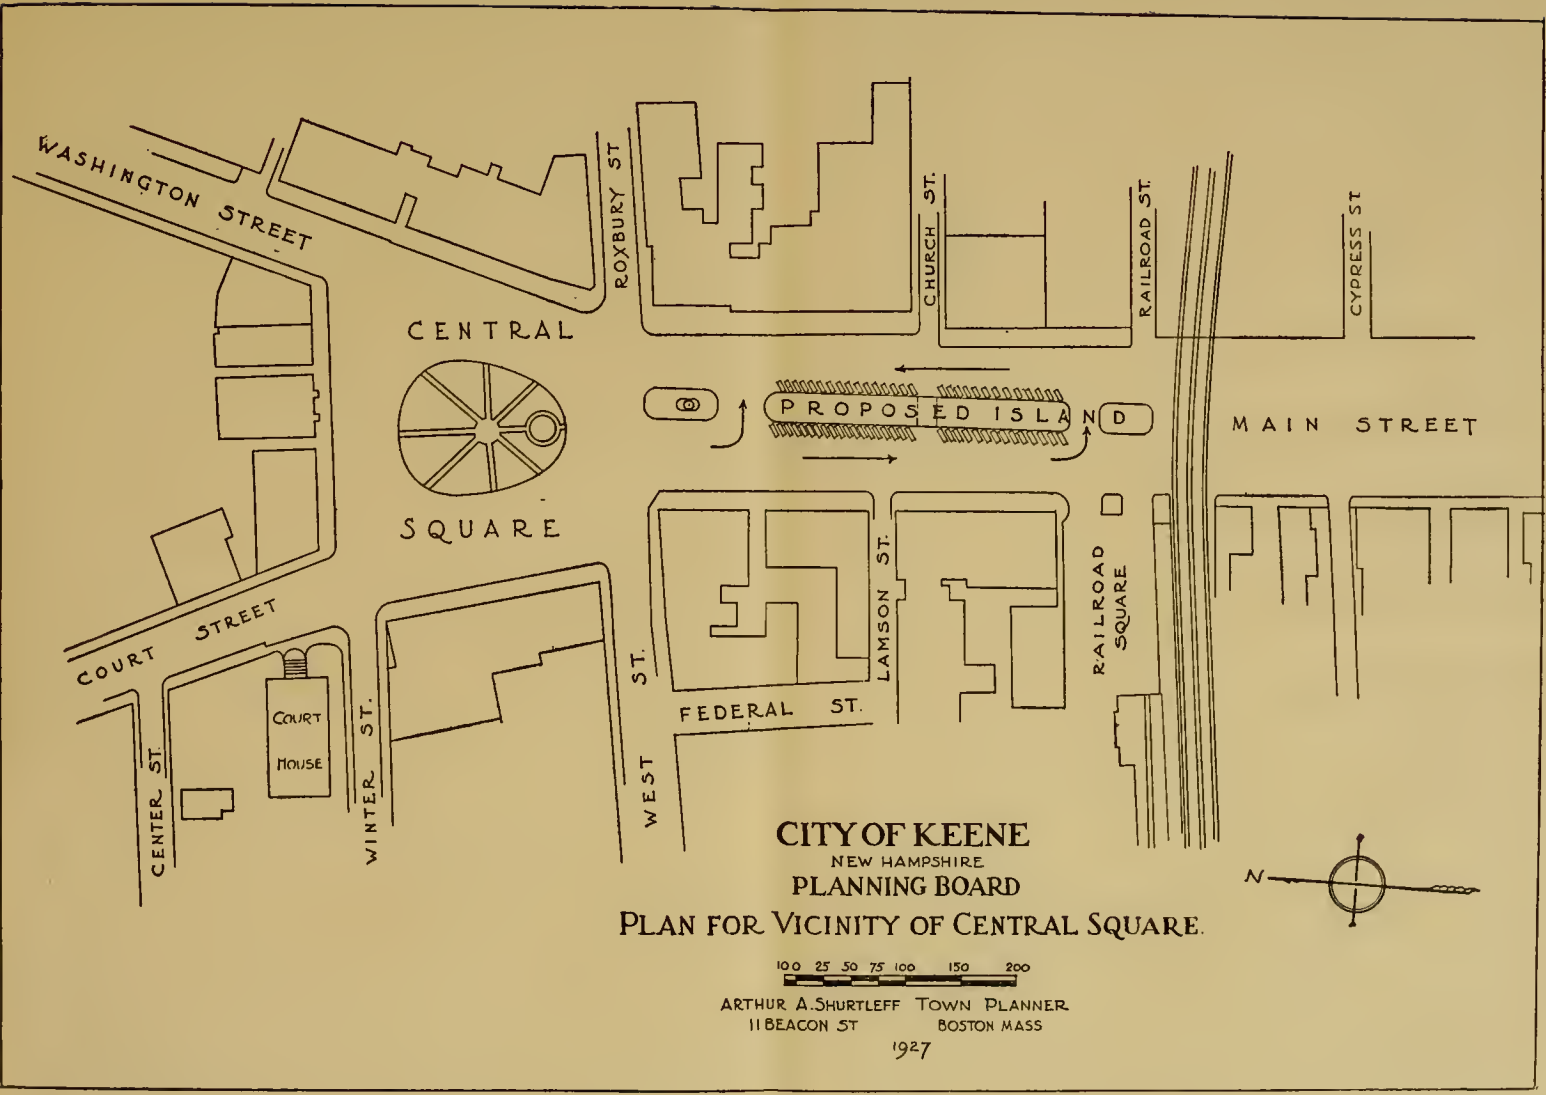 WASHINGTON STREET
ROXBURY ST
CHURCH ST.
RAILROAD ST.
CYPRESS ST
CENTRAL
SQUARE
PROPOSED ISLAND
MAIN STREET
COURT STREET
COURT
HOUSE
CENTER ST.
WINTER ST.
WEST ST.
FEDERAL ST.
LAMSON ST.
RAILROAD
SQUARE
CITY OF KEENE
NEW HAMPSHIRE
PLANNING BOARD
PLAN FOR VICINITY OF CENTRAL SQUARE.
N
10 0 25 50 75 100 150 200
ARTHUR A. SHURTLEFF TOWN PLANNER
11 BEACON ST BOSTON MASS
1927